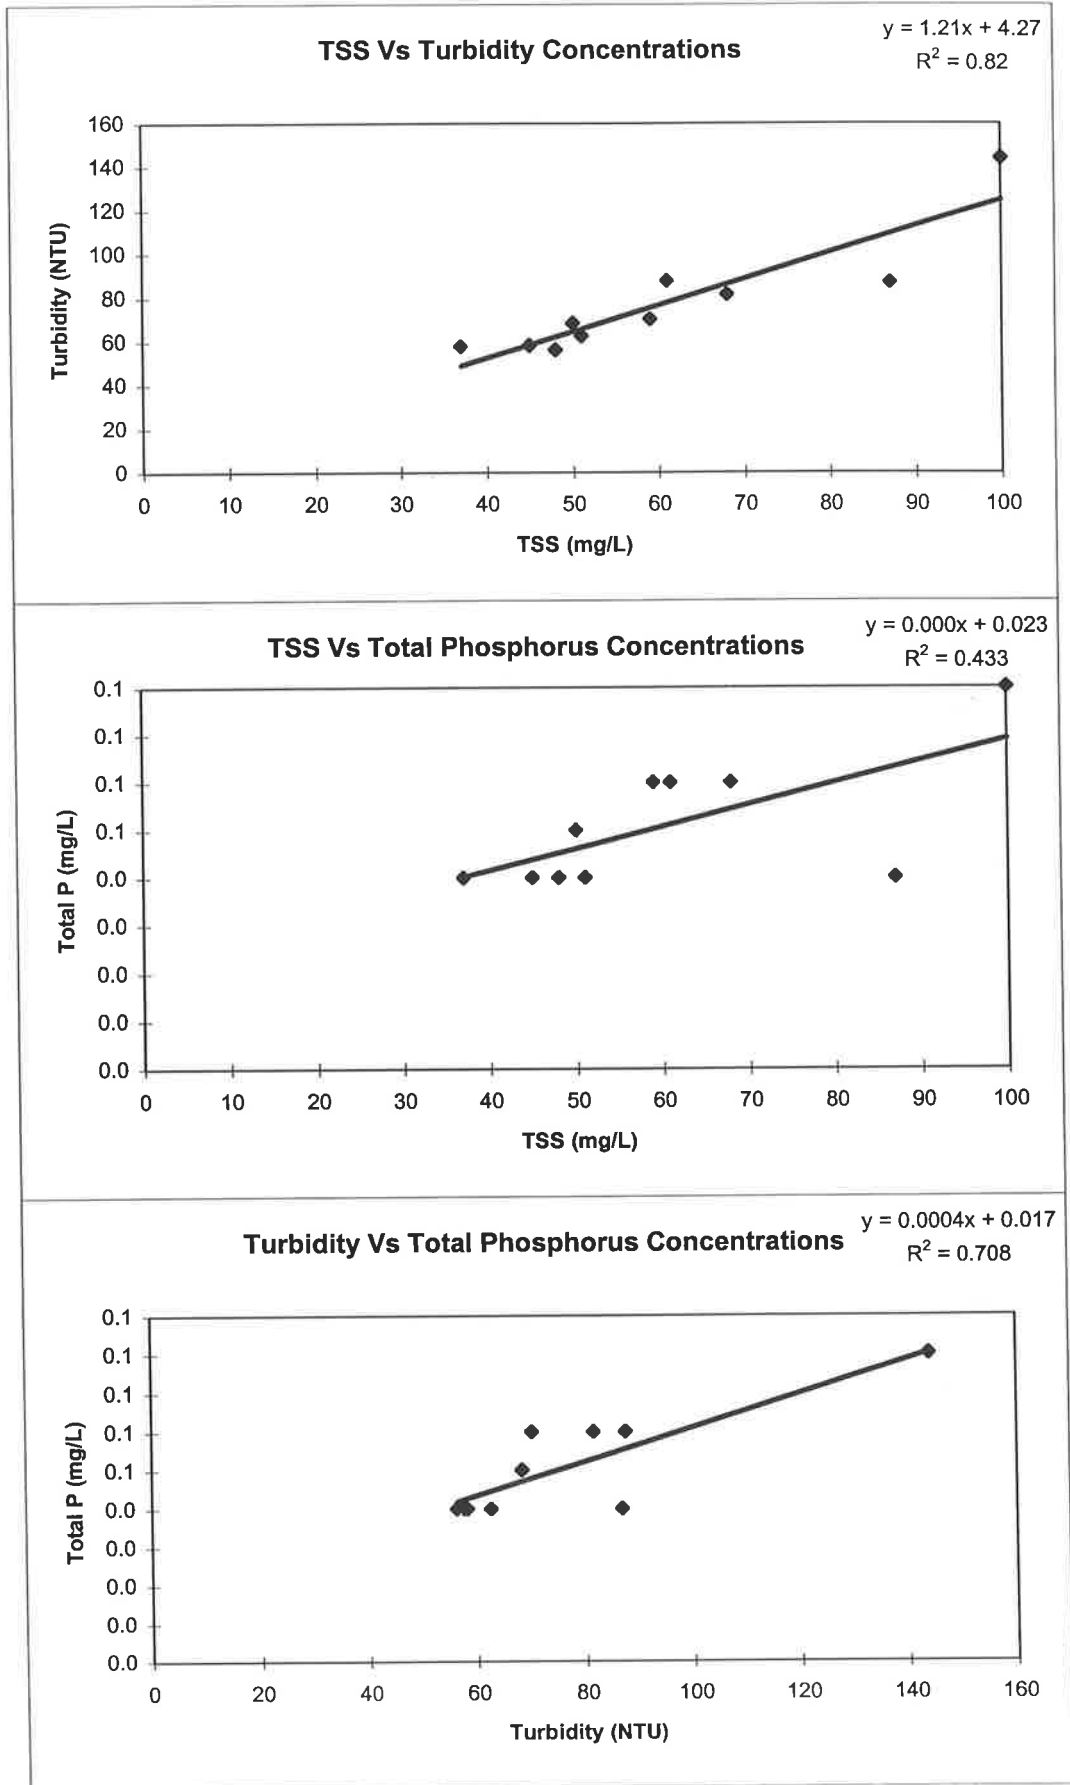 TSS Vs Turbidity Concentrations
y = 1.21x + 4.27
R² = 0.82
160
140
120
100
80
60
40
20
0
Turbidity (NTU)
0 10 20 30 40 50 60 70 80 90 100
TSS (mg/L)
TSS Vs Total Phosphorus Concentrations
y = 0.000x + 0.023
R² = 0.433
0.1
0.1
0.1
0.1
0.0
0.0
0.0
0.0
0.0
Total P (mg/L)
0 10 20 30 40 50 60 70 80 90 100
TSS (mg/L)
Turbidity Vs Total Phosphorus Concentrations
y = 0.0004x + 0.017
R² = 0.708
0.1
0.1
0.1
0.1
0.1
0.0
0.0
0.0
0.0
0.0
Total P (mg/L)
0 20 40 60 80 100 120 140 160
Turbidity (NTU)